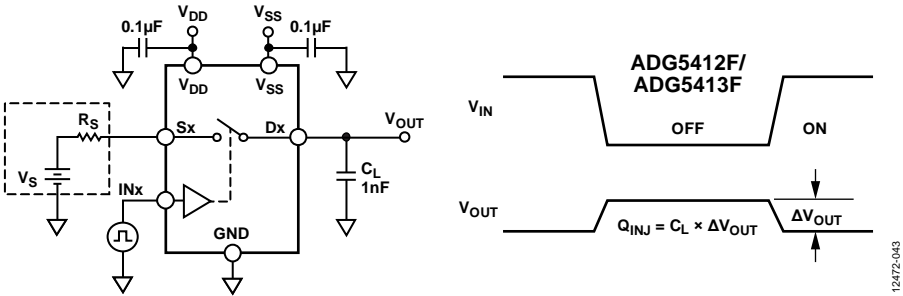 VDD
VSS
0.1µF
0.1µF
VDD
VSS
RS
Sx
Dx
VOUT
VS
INx
CL
1nF
GND
ADG5412F/
ADG5413F
VIN
OFF
ON
VOUT
QINJ = CL × ΔVOUT
ΔVOUT
12472-043